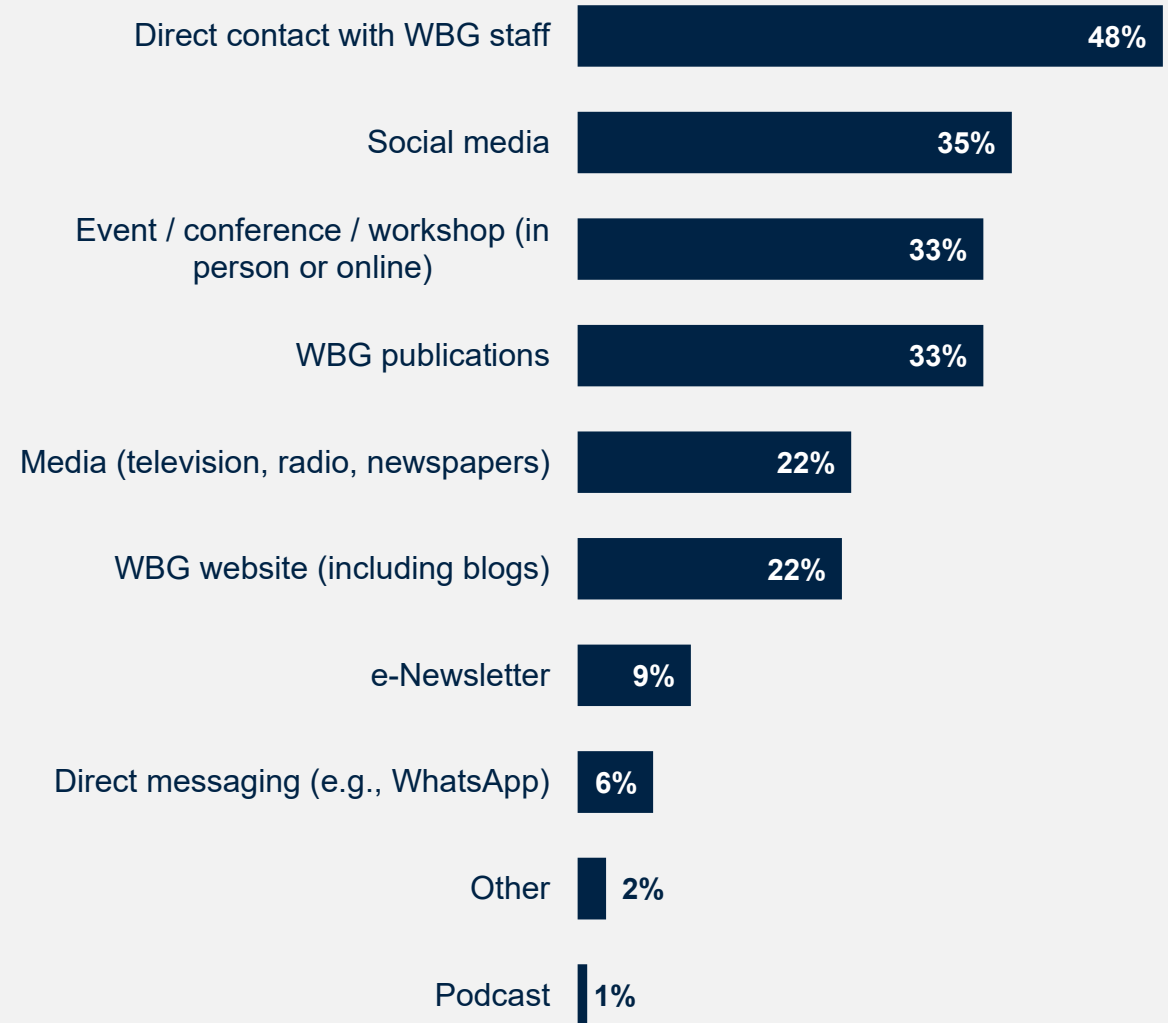 Direct contact with WBG staff 48%
Social media 35%
Event / conference / workshop (in
person or online) 33%
WBG publications 33%
Media (television, radio, newspapers) 22%
WBG website (including blogs) 22%
e-Newsletter 9%
Direct messaging (e.g., WhatsApp) 6%
Other 2%
Podcast 1%